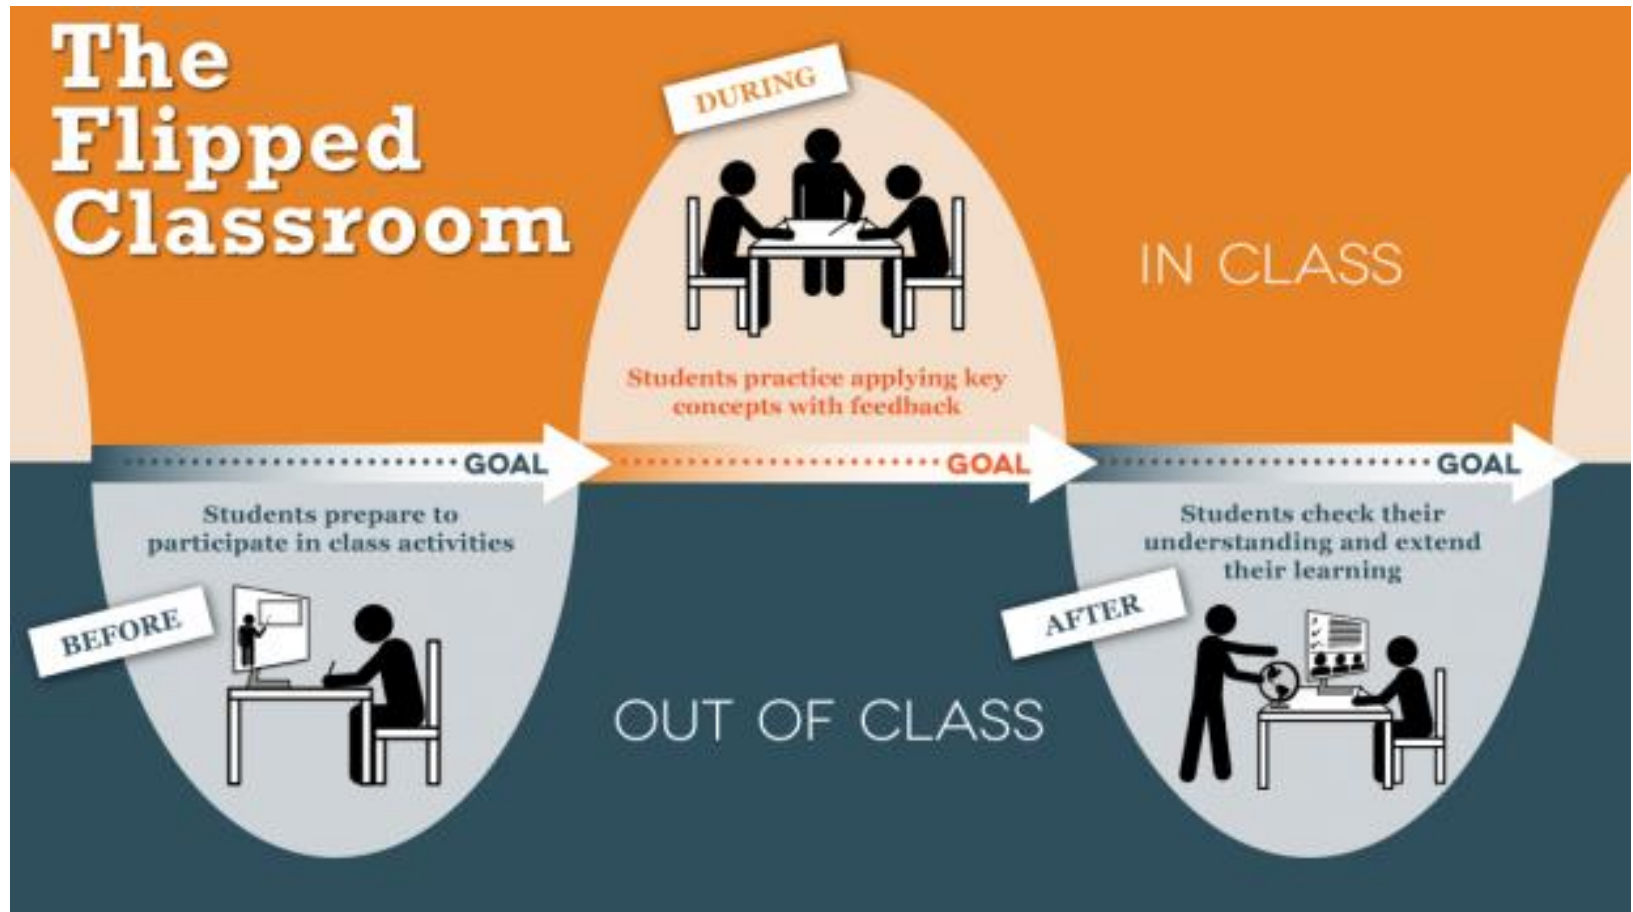 The
Flipped
Classroom
DURING
IN CLASS
Students practice applying key
concepts with feedback
GOAL
GOAL
GOAL
Students prepare to
participate in class activities
BEFORE
OUT OF CLASS
Students check their
understanding and extend
their learning
AFTER